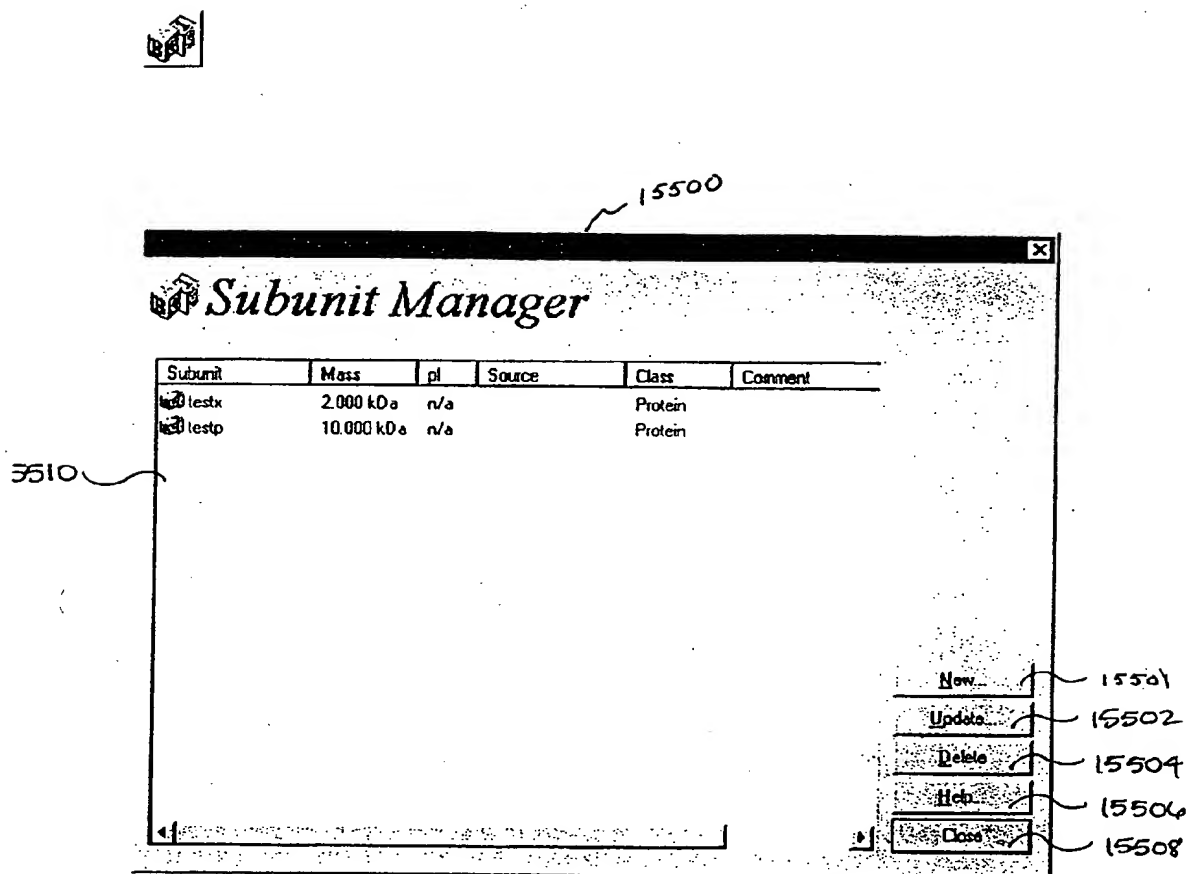 15500
Subunit Manager
Subunit Mass pI Source Class Comment
testx 2.000 kDa n/a Protein
testp 10.000 kDa n/a Protein
3510
New... 15501
Update... 15502
Delete 15504
Help... 15506
Close 15508